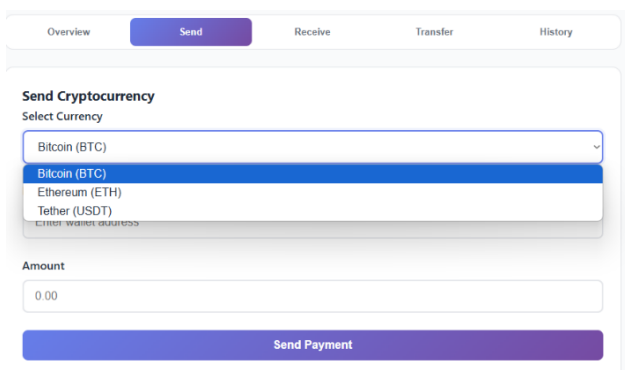 Overview Send Receive Transfer History
Send Cryptocurrency
Select Currency
Bitcoin (BTC)
Bitcoin (BTC)
Ethereum (ETH)
Tether (USDT)
Enter wallet address
Amount
0.00
Send Payment